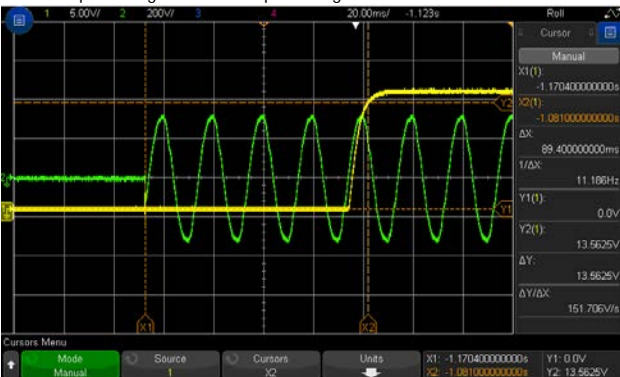 1 5.00V/ 2 200V/ 3 4 20.00ms/ -1.123s Roll
Cursor
Manual
X1(1):
-1.170400000000s
X2(1):
-1.081000000000s
ΔX:
89.400000000ms
1/ΔX:
11.186Hz
Y1(1):
0.0V
Y2(1):
13.5625V
ΔY:
13.5625V
ΔY/ΔX:
151.706V/s
Y2
2
Y1
X1 X2
Cursors Menu
Mode Source Cursors Units X1: -1.170400000000s Y1: 0.0V
Manual 1 X2 X2: -1.081000000000s Y2: 13.5625V